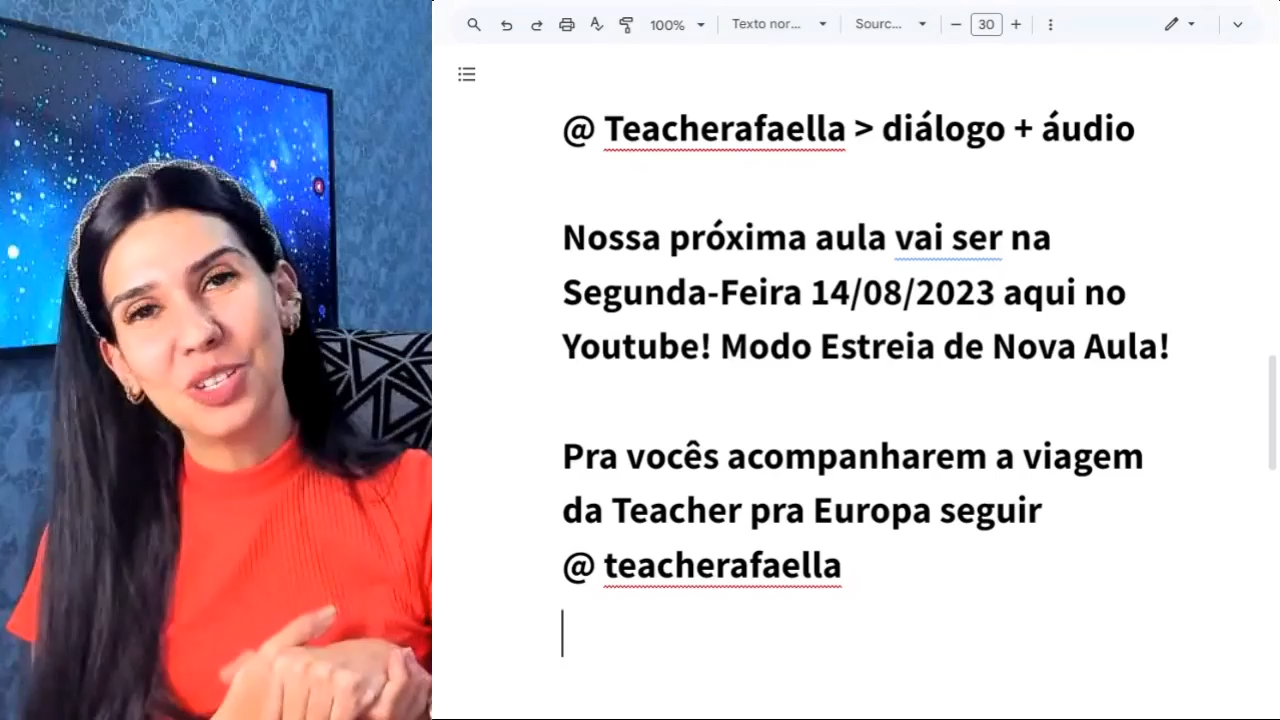 100% Texto nor... Sourc... 30
@ Teacherafaella > diálogo + áudio
Nossa próxima aula vai ser na
Segunda-Feira 14/08/2023 aqui no
Youtube! Modo Estreia de Nova Aula!
Pra vocês acompanharem a viagem
da Teacher pra Europa seguir
@ teacherafaella